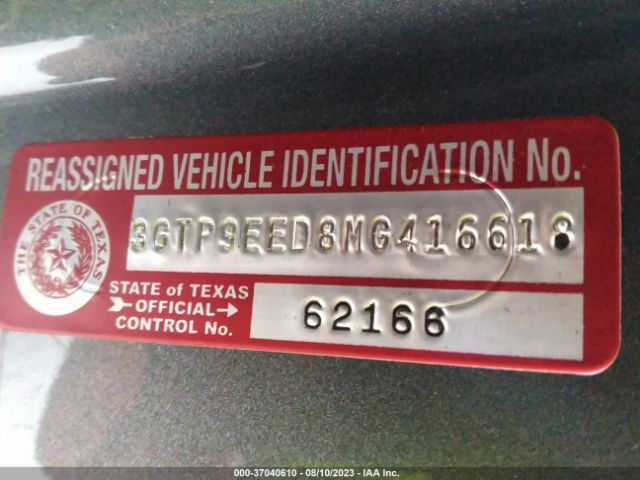 REASSIGNED VEHICLE IDENTIFICATION No.
THE STATE OF TEXAS
3GTP9EED8MG416618
STATE of TEXAS
OFFICIAL
CONTROL No.
62166
000-37040610 - 08/10/2023 - IAA Inc.